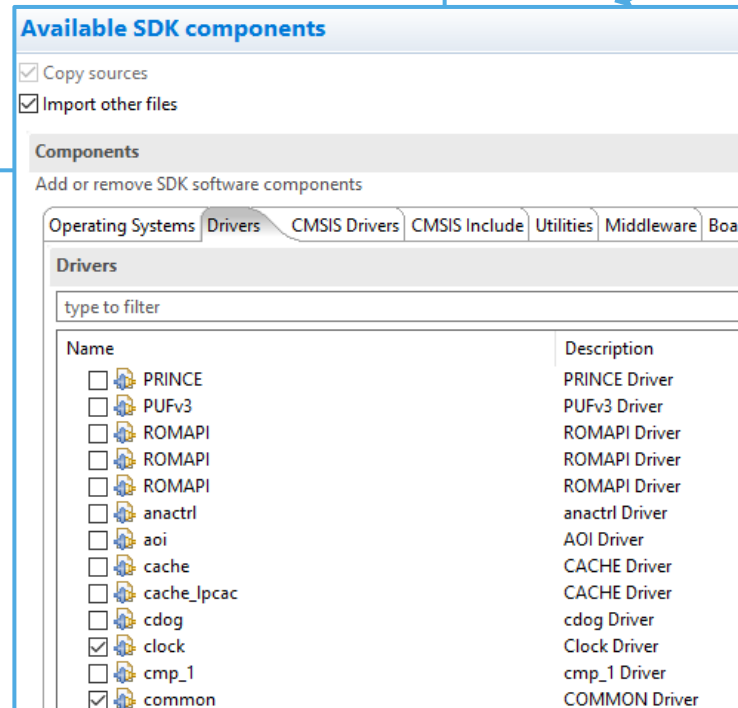 Available SDK components
Copy sources
Import other files
Components
Add or remove SDK software components
Operating Systems Drivers CMSIS Drivers CMSIS Include Utilities Middleware Boa
Drivers
type to filter
Name Description
PRINCE PRINCE Driver
PUFv3 PUFv3 Driver
ROMAPI ROMAPI Driver
ROMAPI ROMAPI Driver
ROMAPI ROMAPI Driver
anactrl anactrl Driver
aoi AOI Driver
cache CACHE Driver
cache_lpcac CACHE Driver
cdog cdog Driver
clock Clock Driver
cmp_1 cmp_1 Driver
common COMMON Driver